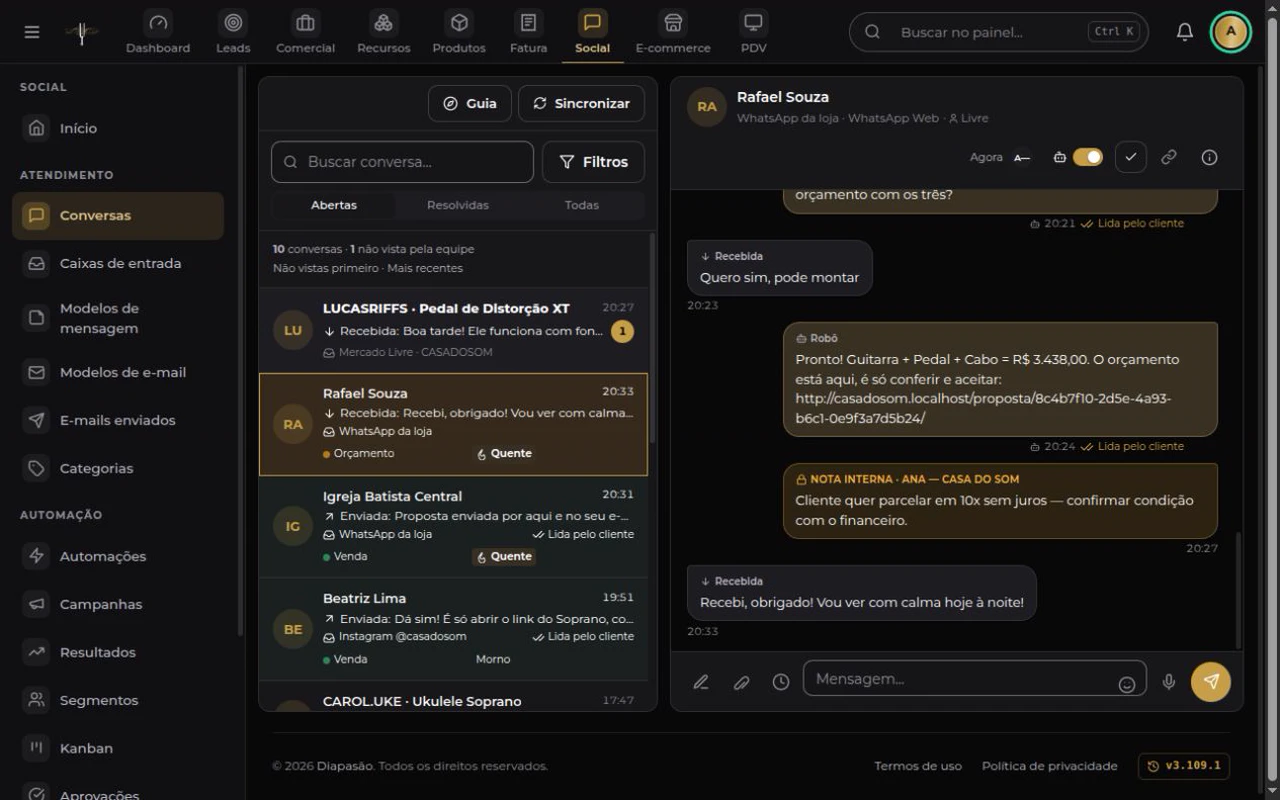 Dashboard
Leads
Comercial
Recursos
Produtos
Fatura
Social
E-commerce
PDV
Buscar no painel...
Ctrl K
A
SOCIAL
Início
ATENDIMENTO
Conversas
Caixas de entrada
Modelos de
mensagem
Modelos de e-mail
E-mails enviados
Categorias
AUTOMAÇÃO
Automações
Campanhas
Resultados
Segmentos
Kanban
Aprovações
Guia
Sincronizar
Buscar conversa...
Filtros
Abertas
Resolvidas
Todas
10 conversas · 1 não vista pela equipe
Não vistas primeiro · Mais recentes
LU
LUCASRIFFS · Pedal de Distorção XT
20:27
Recebida: Boa tarde! Ele funciona com fon...
1
Mercado Livre · CASADOSOM
RA
Rafael Souza
20:33
Recebida: Recebi, obrigado! Vou ver com calma...
WhatsApp da loja
Orçamento
Quente
IG
Igreja Batista Central
20:31
Enviada: Proposta enviada por aqui e no seu e-...
WhatsApp da loja
Lida pelo cliente
Venda
Quente
BE
Beatriz Lima
19:51
Enviada: Dá sim! É só abrir o link do Soprano, co...
Instagram @casadosom
Lida pelo cliente
Venda
Morno
CAROL.UKE · Ukulele Soprano
17:47
RA
Rafael Souza
WhatsApp da loja · WhatsApp Web · Livre
Agora
A—
orçamento com os três?
20:21 Lida pelo cliente
Recebida
Quero sim, pode montar
20:23
Robô
Pronto! Guitarra + Pedal + Cabo = R$ 3.438,00. O orçamento
está aqui, é só conferir e aceitar:
http://casadosom.localhost/proposta/8c4b7f10-2d5e-4a93-
b6c1-0e9f3a7d5b24/
20:24 Lida pelo cliente
NOTA INTERNA · ANA — CASA DO SOM
Cliente quer parcelar em 10x sem juros — confirmar condição
com o financeiro.
20:27
Recebida
Recebi, obrigado! Vou ver com calma hoje à noite!
20:33
Mensagem...
© 2026 Diapasão. Todos os direitos reservados.
Termos de uso
Política de privacidade
v3.109.1